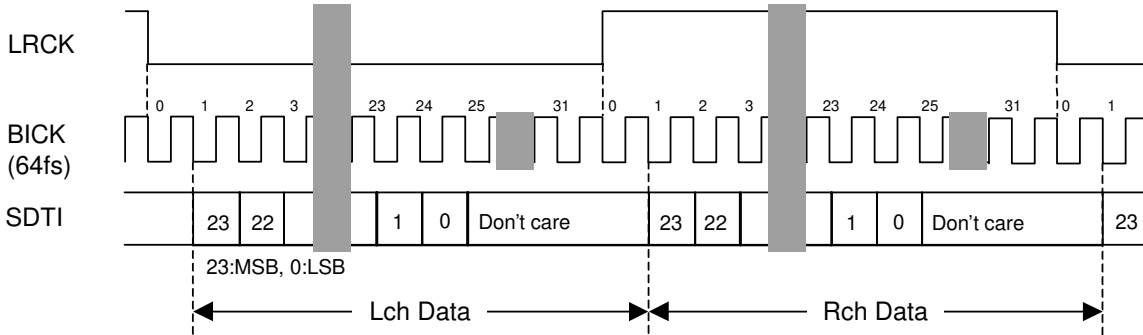 LRCK
0 1 2 3 23 24 25 31 0 1 2 3 23 24 25 31 0 1
BICK
(64fs)
SDTI 23 22 1 0 Don't care 23 22 1 0 Don't care 23
23:MSB, 0:LSB
Lch Data Rch Data